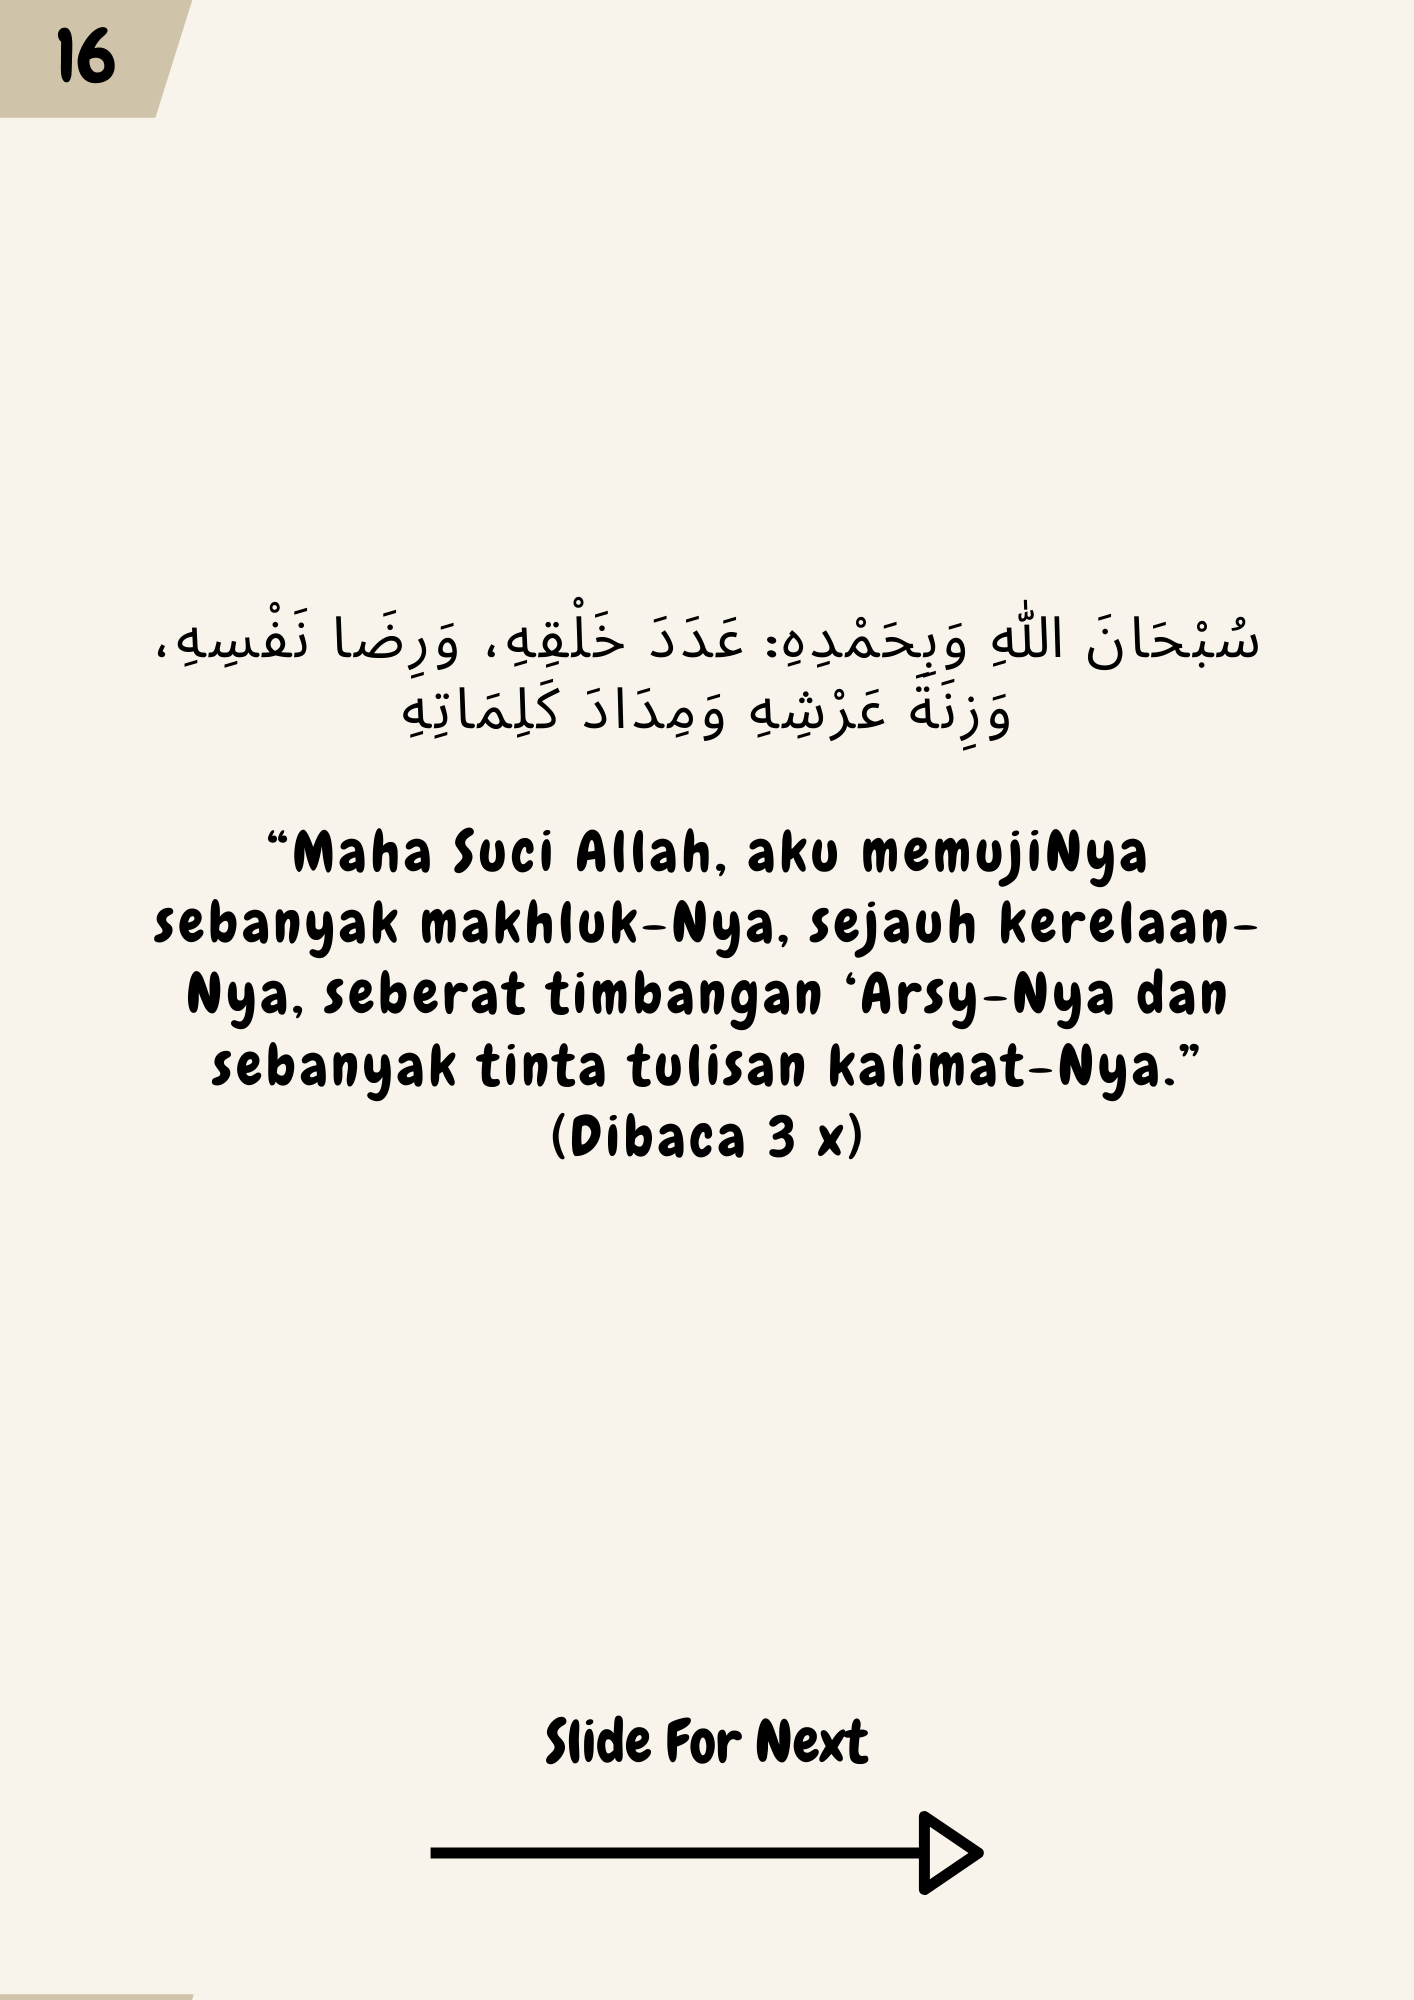 16
سُبْحَانَ اللّٰهِ وَبِحَمْدِهِ: عَدَدَ خَلْقِهِ، وَرِضَا نَفْسِهِ،
وَزِنَةَ عَرْشِهِ وَمِدَادَ كَلِمَاتِهِ
“Maha Suci Allah, aku memujiNya
sebanyak makhluk-Nya, sejauh kerelaan-
Nya, seberat timbangan ‘Arsy-Nya dan
sebanyak tinta tulisan kalimat-Nya.”
(Dibaca 3 x)
Slide For Next